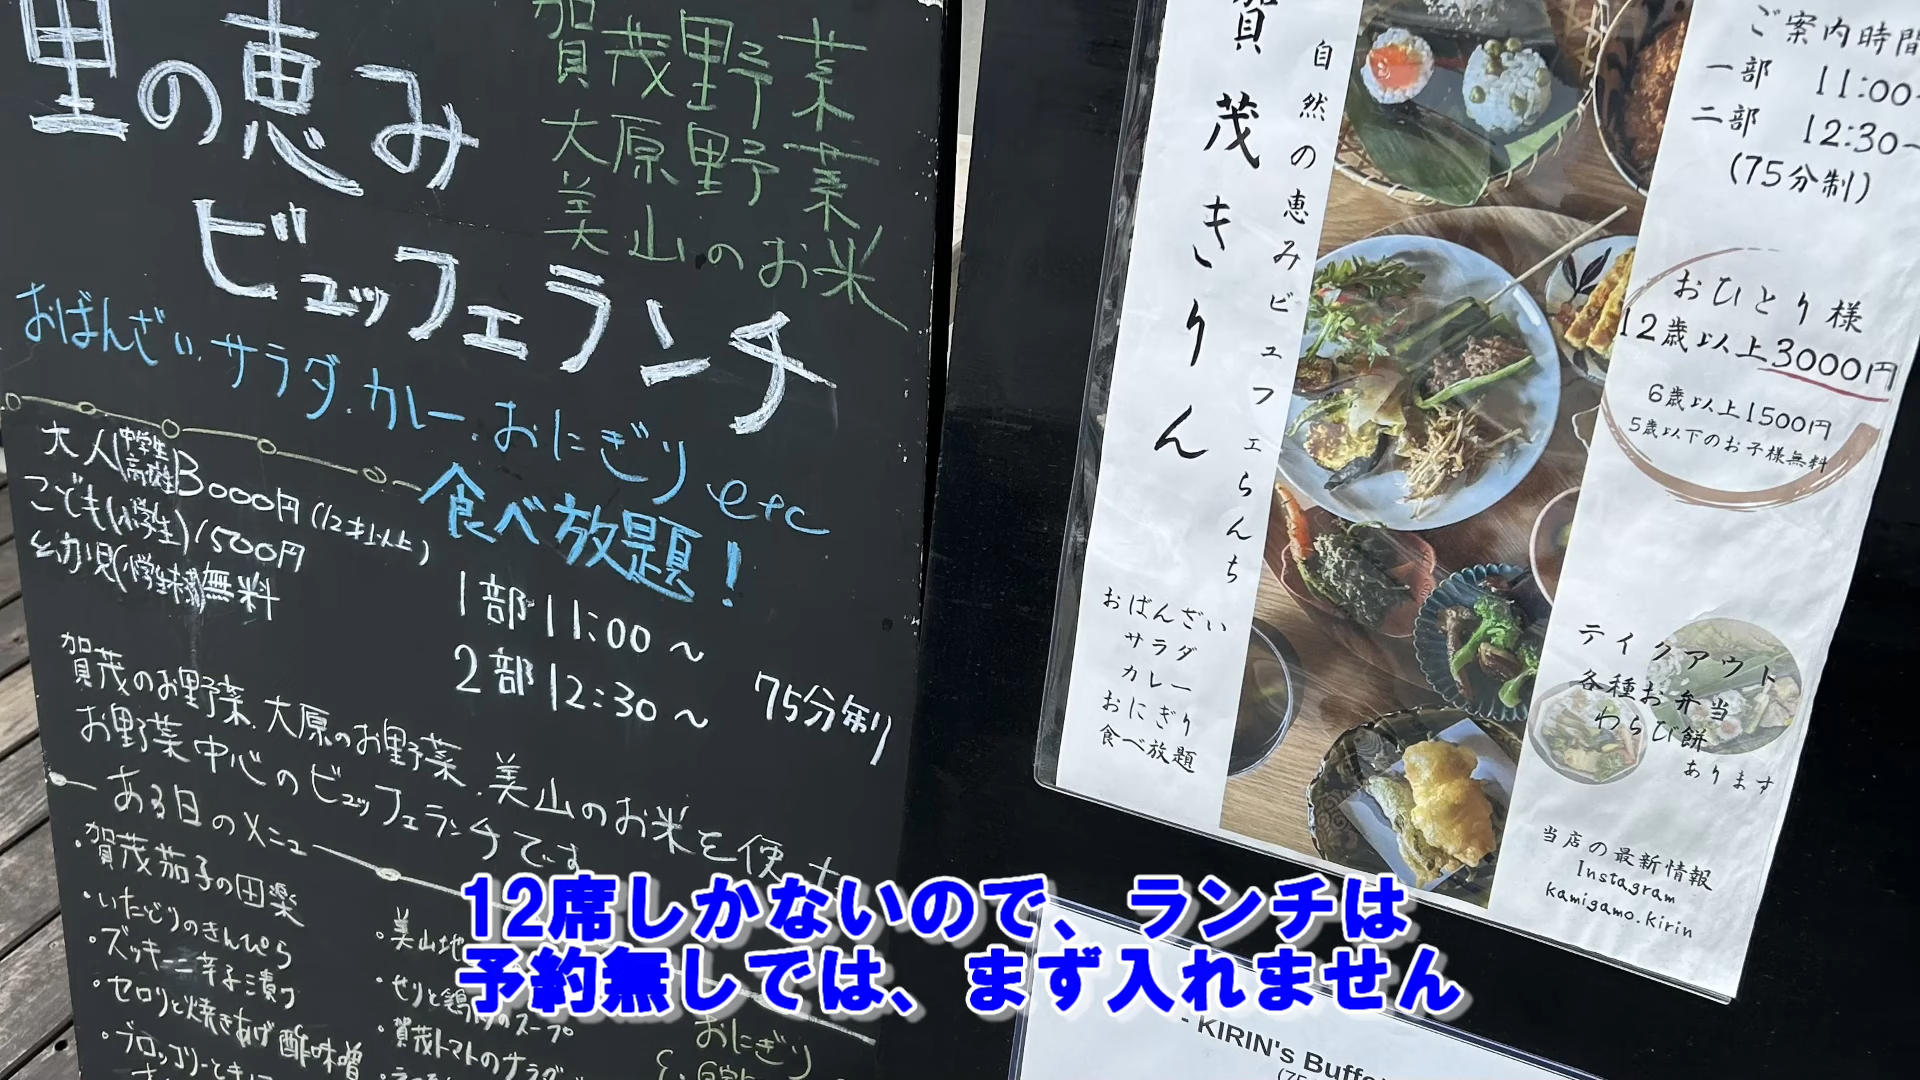 里の恵み
ビュッフェランチ
賀茂野菜
大原野菜
美山のお米
おばんざい、サラダ、カレー、おにぎり etc
食べ放題!
大人(中学生 高校生)3000円(12才以上)
こども(小学生)1500円
幼児(小学生未満)無料
1部 11:00〜
2部 12:30〜
75分制
賀茂のお野菜、大原のお野菜、美山のお米を使
お野菜中心のビュッフェランチです
ある日のメニュー
・賀茂茄子の田楽
・いたどりのきんぴら
・ズッキーニ辛子漬け
・セロリと焼きあげ酢味噌
・ブロッコリーと
・美山地
・せりと鶏肉のスープ
・賀茂トマトのサラダ
おにぎり
賀茂きりん
自然の恵みビュフェらんち
おばんざい
サラダ
カレー
おにぎり
食べ放題
ご案内時間
一部 11:00〜
二部 12:30〜
(75分制)
おひとり様
12歳以上3000円
6歳以上1500円
5歳以下のお子様無料
テイクアウト
各種お弁当
わらび餅
あります
当店の最新情報
Instagram
kamigamo.kirin
- KIRIN's Buffe
12席しかないので、ランチは
予約無しでは、まず入れません